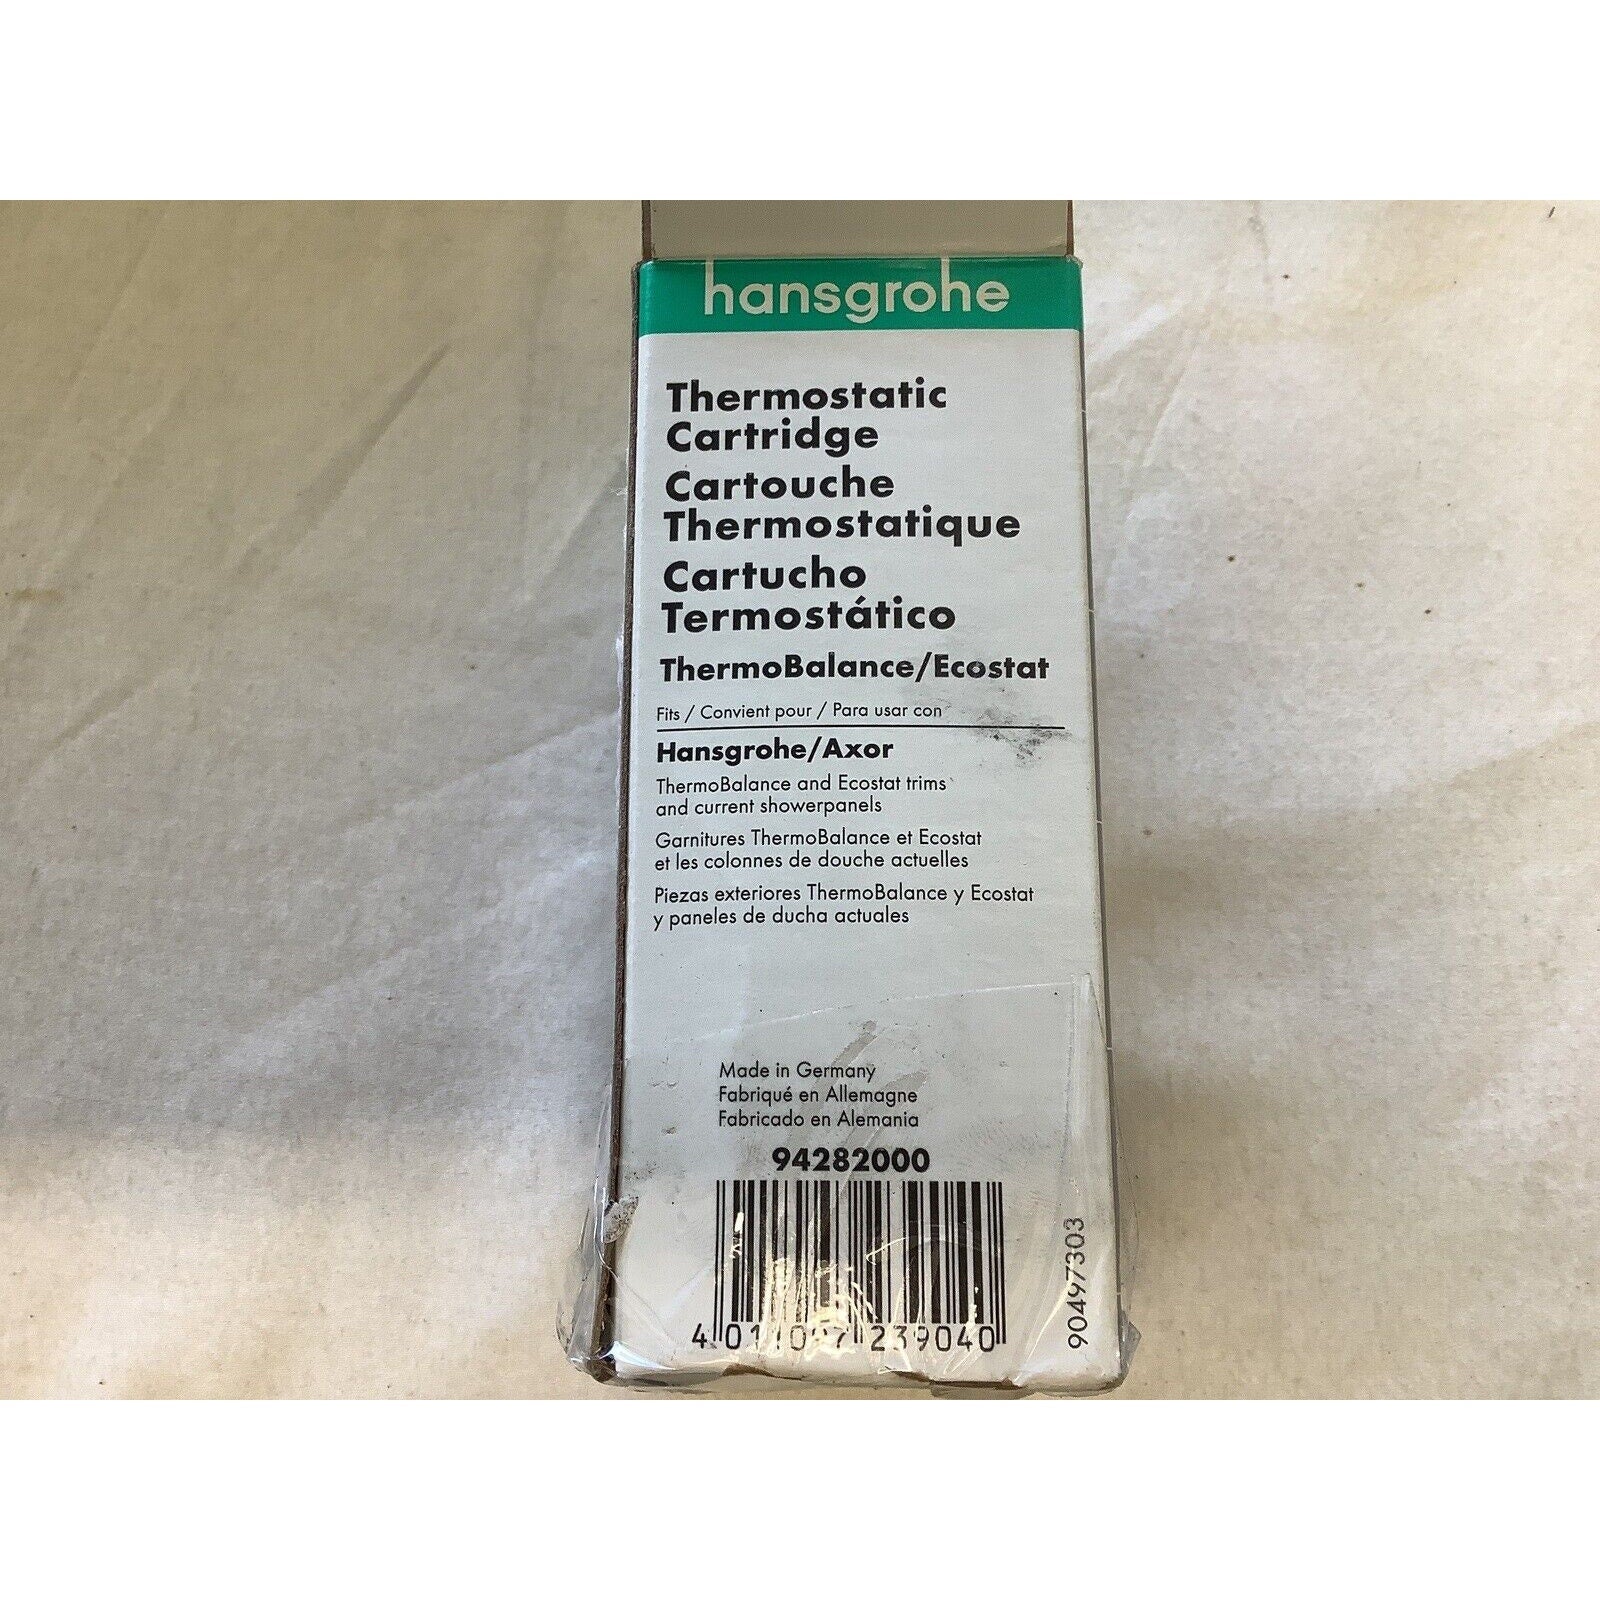 hansgrohe
Thermostatic
Cartridge
Cartouche
Thermostatique
Cartucho
Termostático
ThermoBalance/Ecostat
Fits / Convient pour / Para usar con
Hansgrohe/Axor
ThermoBalance and Ecostat trims
and current showerpanels
Garnitures ThermoBalance et Ecostat
et les colonnes de douche actuelles
Piezas exteriores ThermoBalance y Ecostat
y paneles de ducha actuales
Made in Germany
Fabriqué en Allemagne
Fabricado en Alemania
94282000
4 239040
90497303